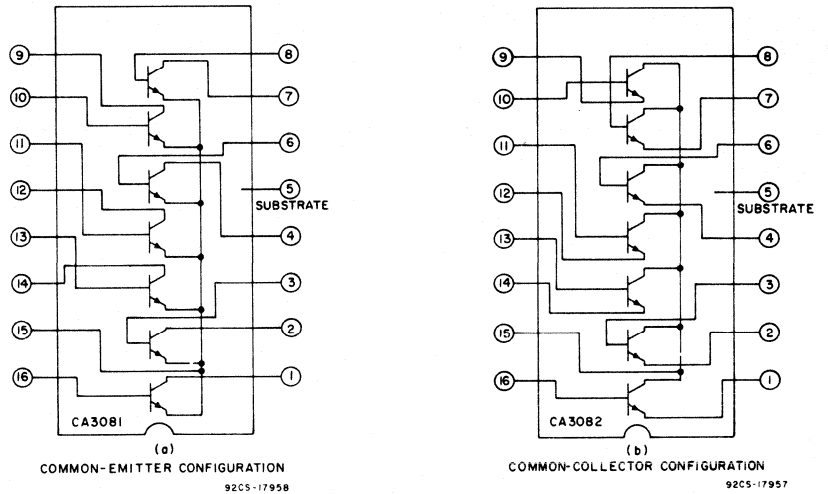 9 8
10 7
11 6
12 5
SUBSTRATE
13 4
14 3
15 2
16 1
CA3081
(a)
COMMON-EMITTER CONFIGURATION
92CS-17958
9 8
10 7
11 6
12 5
SUBSTRATE
13 4
14 3
15 2
16 1
CA3082
(b)
COMMON-COLLECTOR CONFIGURATION
92CS-17957